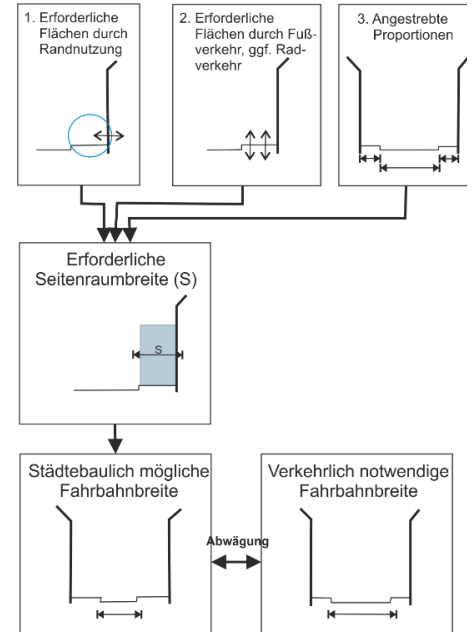 1. Erforderliche
Flächen durch
Randnutzung
2. Erforderliche
Flächen durch Fuß-
verkehr, ggf. Rad-
verkehr
3. Angestrebte
Proportionen
Erforderliche
Seitenraumbreite (S)
S
Städtebaulich mögliche
Fahrbahnbreite
Abwägung
Verkehrlich notwendige
Fahrbahnbreite